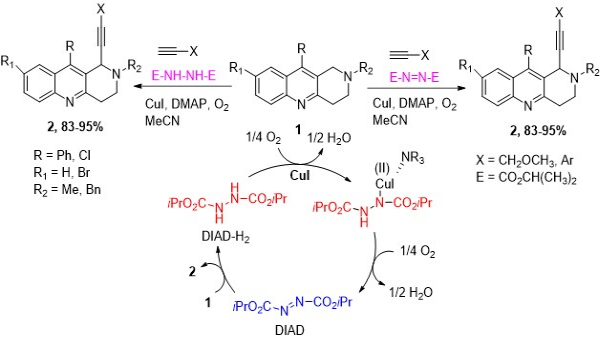 X
R
R1
N
R2
N
2, 83-95%
R = Ph, Cl
R1 = H, Br
R2 = Me, Bn
X
E-NH-NH-E
CuI, DMAP, O2
MeCN
R
R1
N
R2
N
1
X
E-N=N-E
CuI, DMAP, O2
MeCN
X
R
R1
N
R2
N
2, 83-95%
X = CH2OCH3, Ar
E = CO2CH(CH3)2
1/4 O2
1/2 H2O
CuI
(II)
NR3
CuI
iPrO2C
H
N
N
H
CO2iPr
DIAD-H2
iPrO2C
N
H
N
CO2iPr
1/4 O2
1/2 H2O
2
1
iPrO2C
N
N
CO2iPr
DIAD